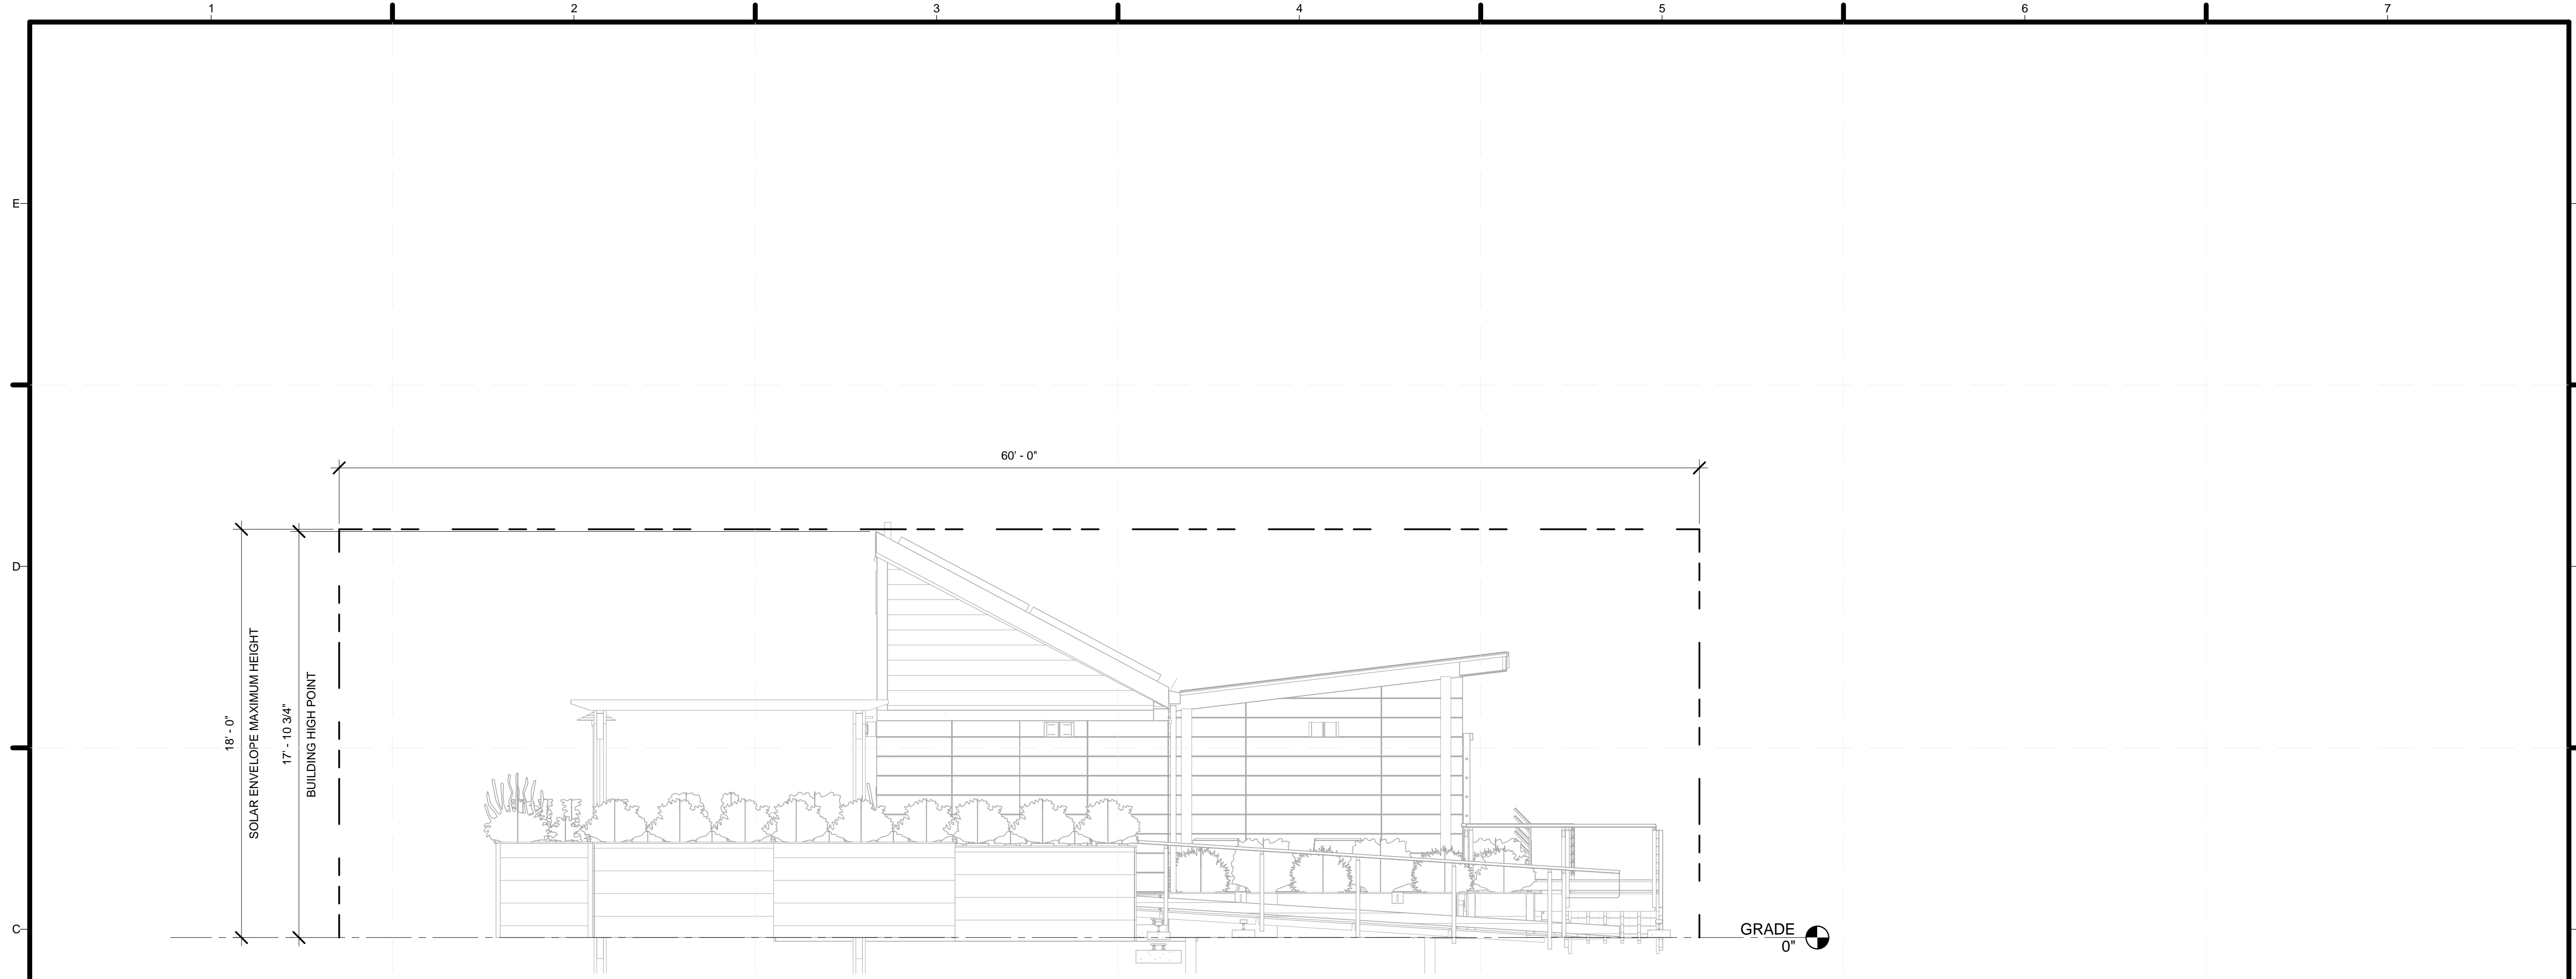 1 2 3 4 5 6 7
E
60' - 0"
D
18' - 0"
SOLAR ENVELOPE MAXIMUM HEIGHT
17' - 10 3/4"
BUILDING HIGH POINT
C
GRADE
0"